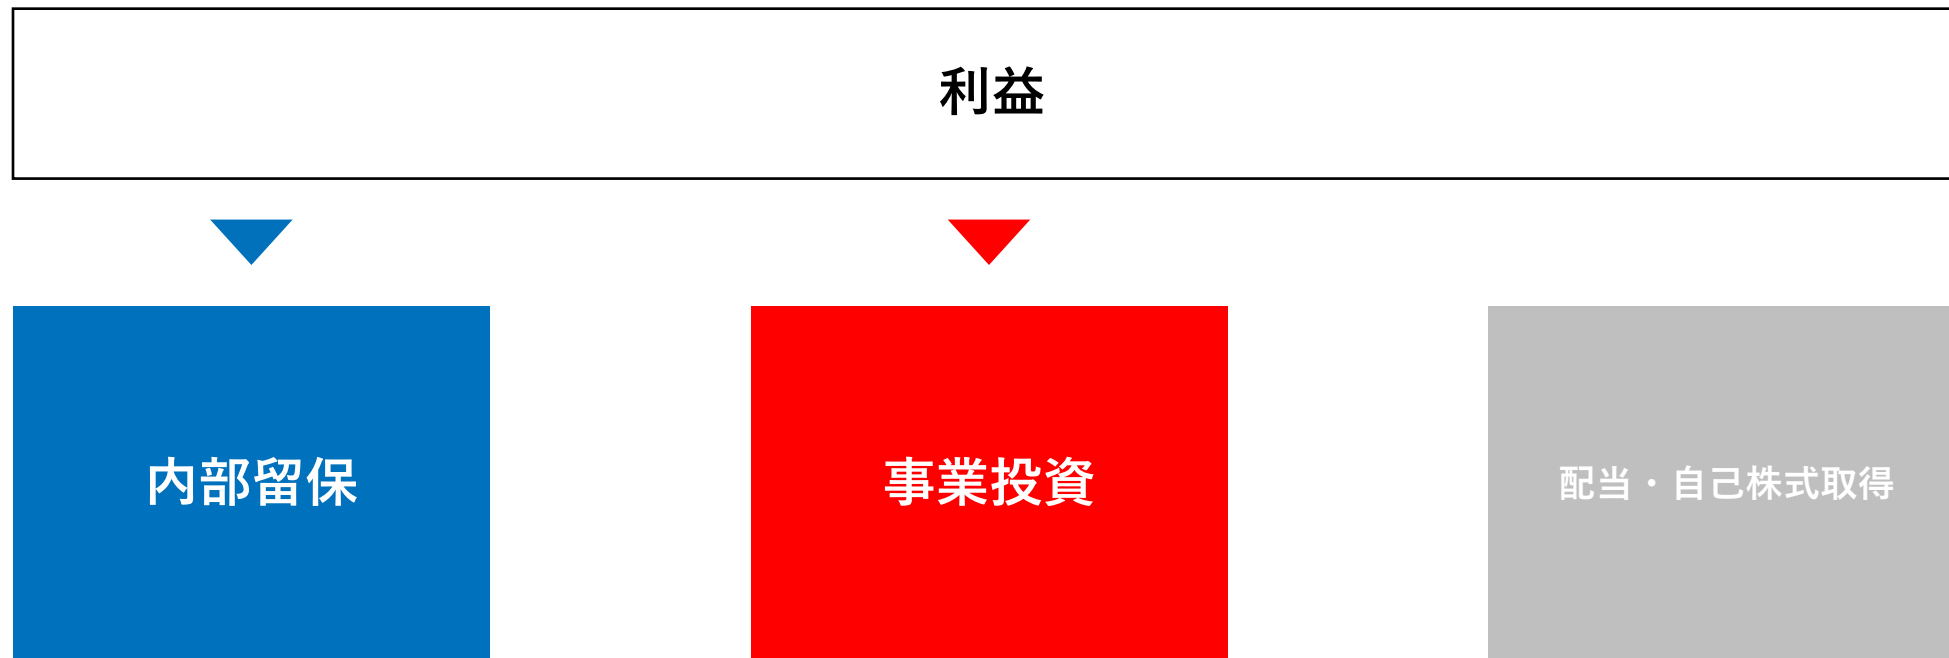 利益
内部留保
事業投資
配当・自己株式取得